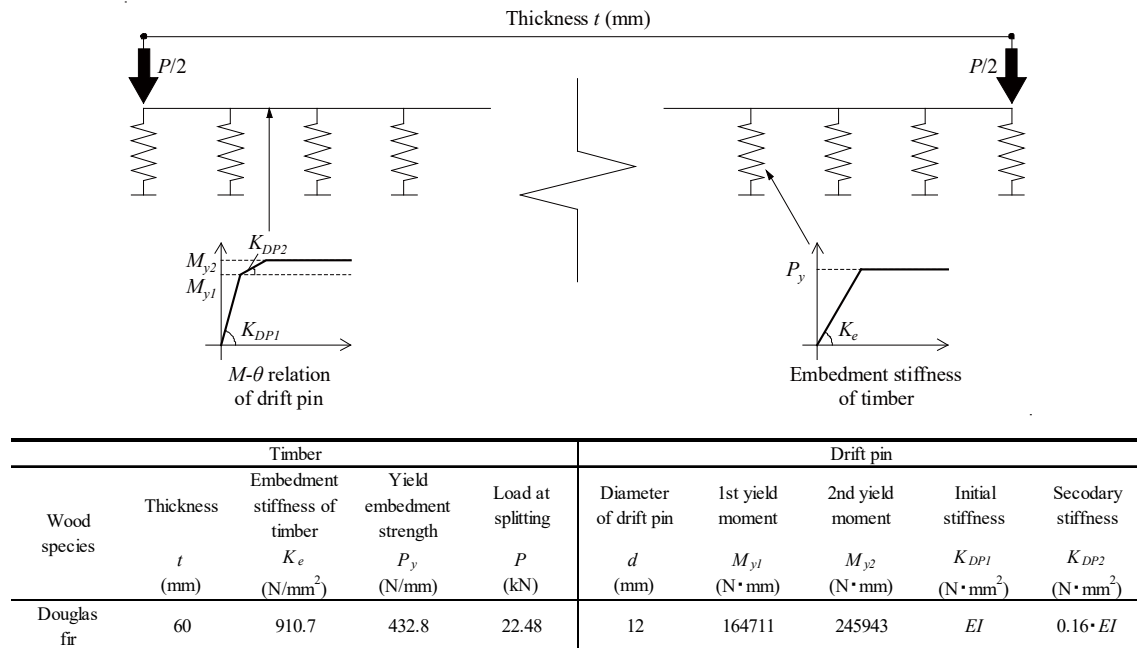 Thickness t (mm)
P/2
P/2
K_DP2
M_y2
M_y1
K_DP1
M-θ relation
of drift pin
P_y
K_e
Embedment stiffness
of timber
Timber
Drift pin
Wood
species
Thickness
t
(mm)
Embedment
stiffness of
timber
K_e
(N/mm²)
Yield
embedment
strength
P_y
(N/mm)
Load at
splitting
P
(kN)
Diameter
of drift pin
d
mm
1st yield
moment
M_y1
(N·mm)
2nd yield
moment
M_y2
(N·mm)
Initial
stiffness
K_DP1
(N·mm²)
Secodary
stiffness
K_DP2
(N·mm²)
Douglas
fir
60
910.7
432.8
22.48
12
164711
245943
EI
0.16·EI